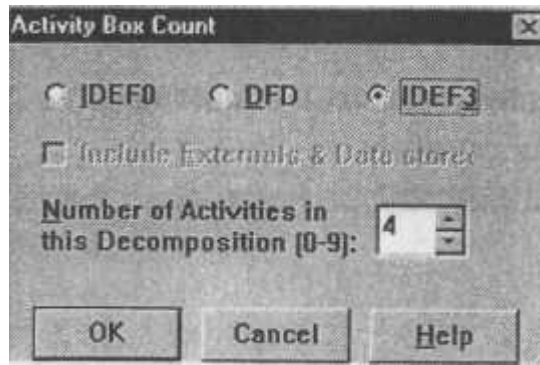 Activity Box Count
IDEF0 DFD IDEF3
Include Externals & Data stores
Number of Activities in
this Decomposition (0-9): 4
OK Cancel Help